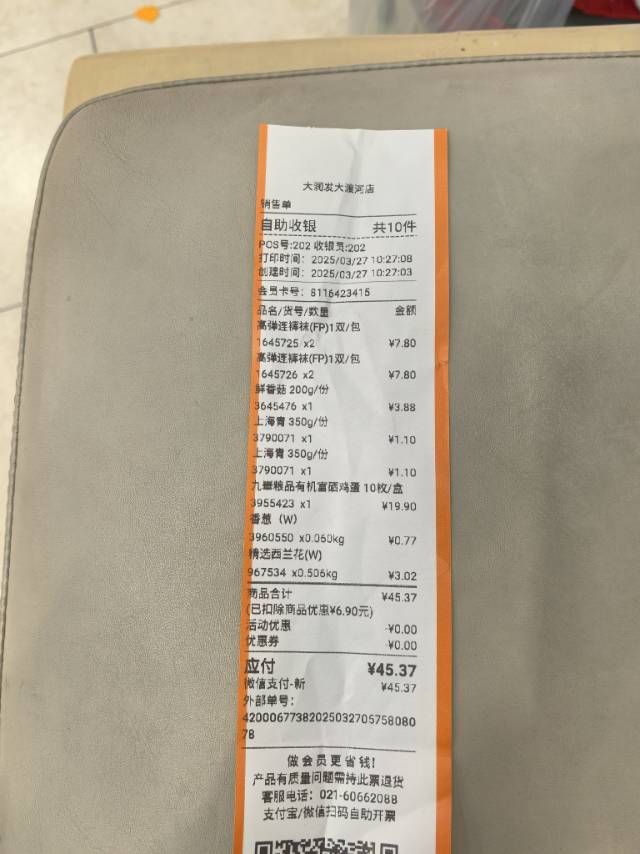 大润发大渡河店
销售单
自助收银 共10件
POS号:202 收银员:202
打印时间：2025/03/27 10:27:08
创建时间：2025/03/27 10:27:03
会员卡号：8116423415
品名/货号/数量 金额
高弹连裤袜(FP)1双/包
1645725 x2 ¥7.80
高弹连裤袜(FP)1双/包
1645726 x2 ¥7.80
鲜香菇 200g/份
3645476 x1 ¥3.88
上海青 350g/份
3790071 x1 ¥1.10
上海青 350g/份
3790071 x1 ¥1.10
九華粮品有机富硒鸡蛋 10枚/盒
3955423 x1 ¥19.90
香葱（W）
3960550 x0.060kg ¥0.77
精选西兰花(W)
967534 x0.506kg ¥3.02
商品合计 ¥45.37
(已扣除商品优惠¥6.90元)
活动优惠 -¥0.00
优惠券 -¥0.00
应付 ¥45.37
微信支付-新 ¥45.37
外部单号：
42000677382025032705758080
78
做会员更省钱!
产品有质量问题需持此票退货
客服电话：021-60662088
支付宝/微信扫码自助开票